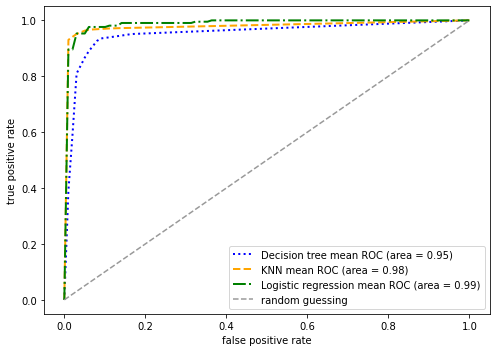 1.0
0.8
0.6
0.4
0.2
0.0
true positive rate
Decision tree mean ROC (area = 0.95)
KNN mean ROC (area = 0.98)
Logistic regression mean ROC (area = 0.99)
random guessing
0.0 0.2 0.4 0.6 0.8 1.0
false positive rate